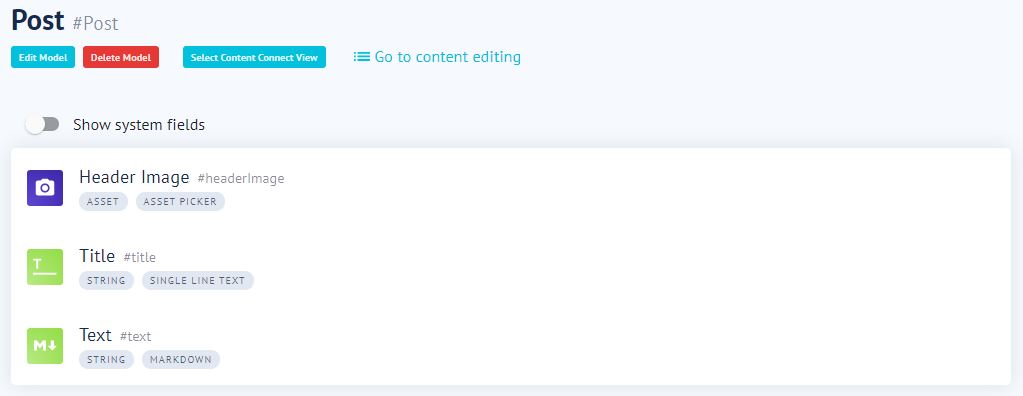 Post #Post
Edit Model Delete Model Select Content Connect View Go to content editing
Show system fields
Header Image #headerImage
ASSET ASSET PICKER
T
Title #title
STRING SINGLE LINE TEXT
M
Text #text
STRING MARKDOWN